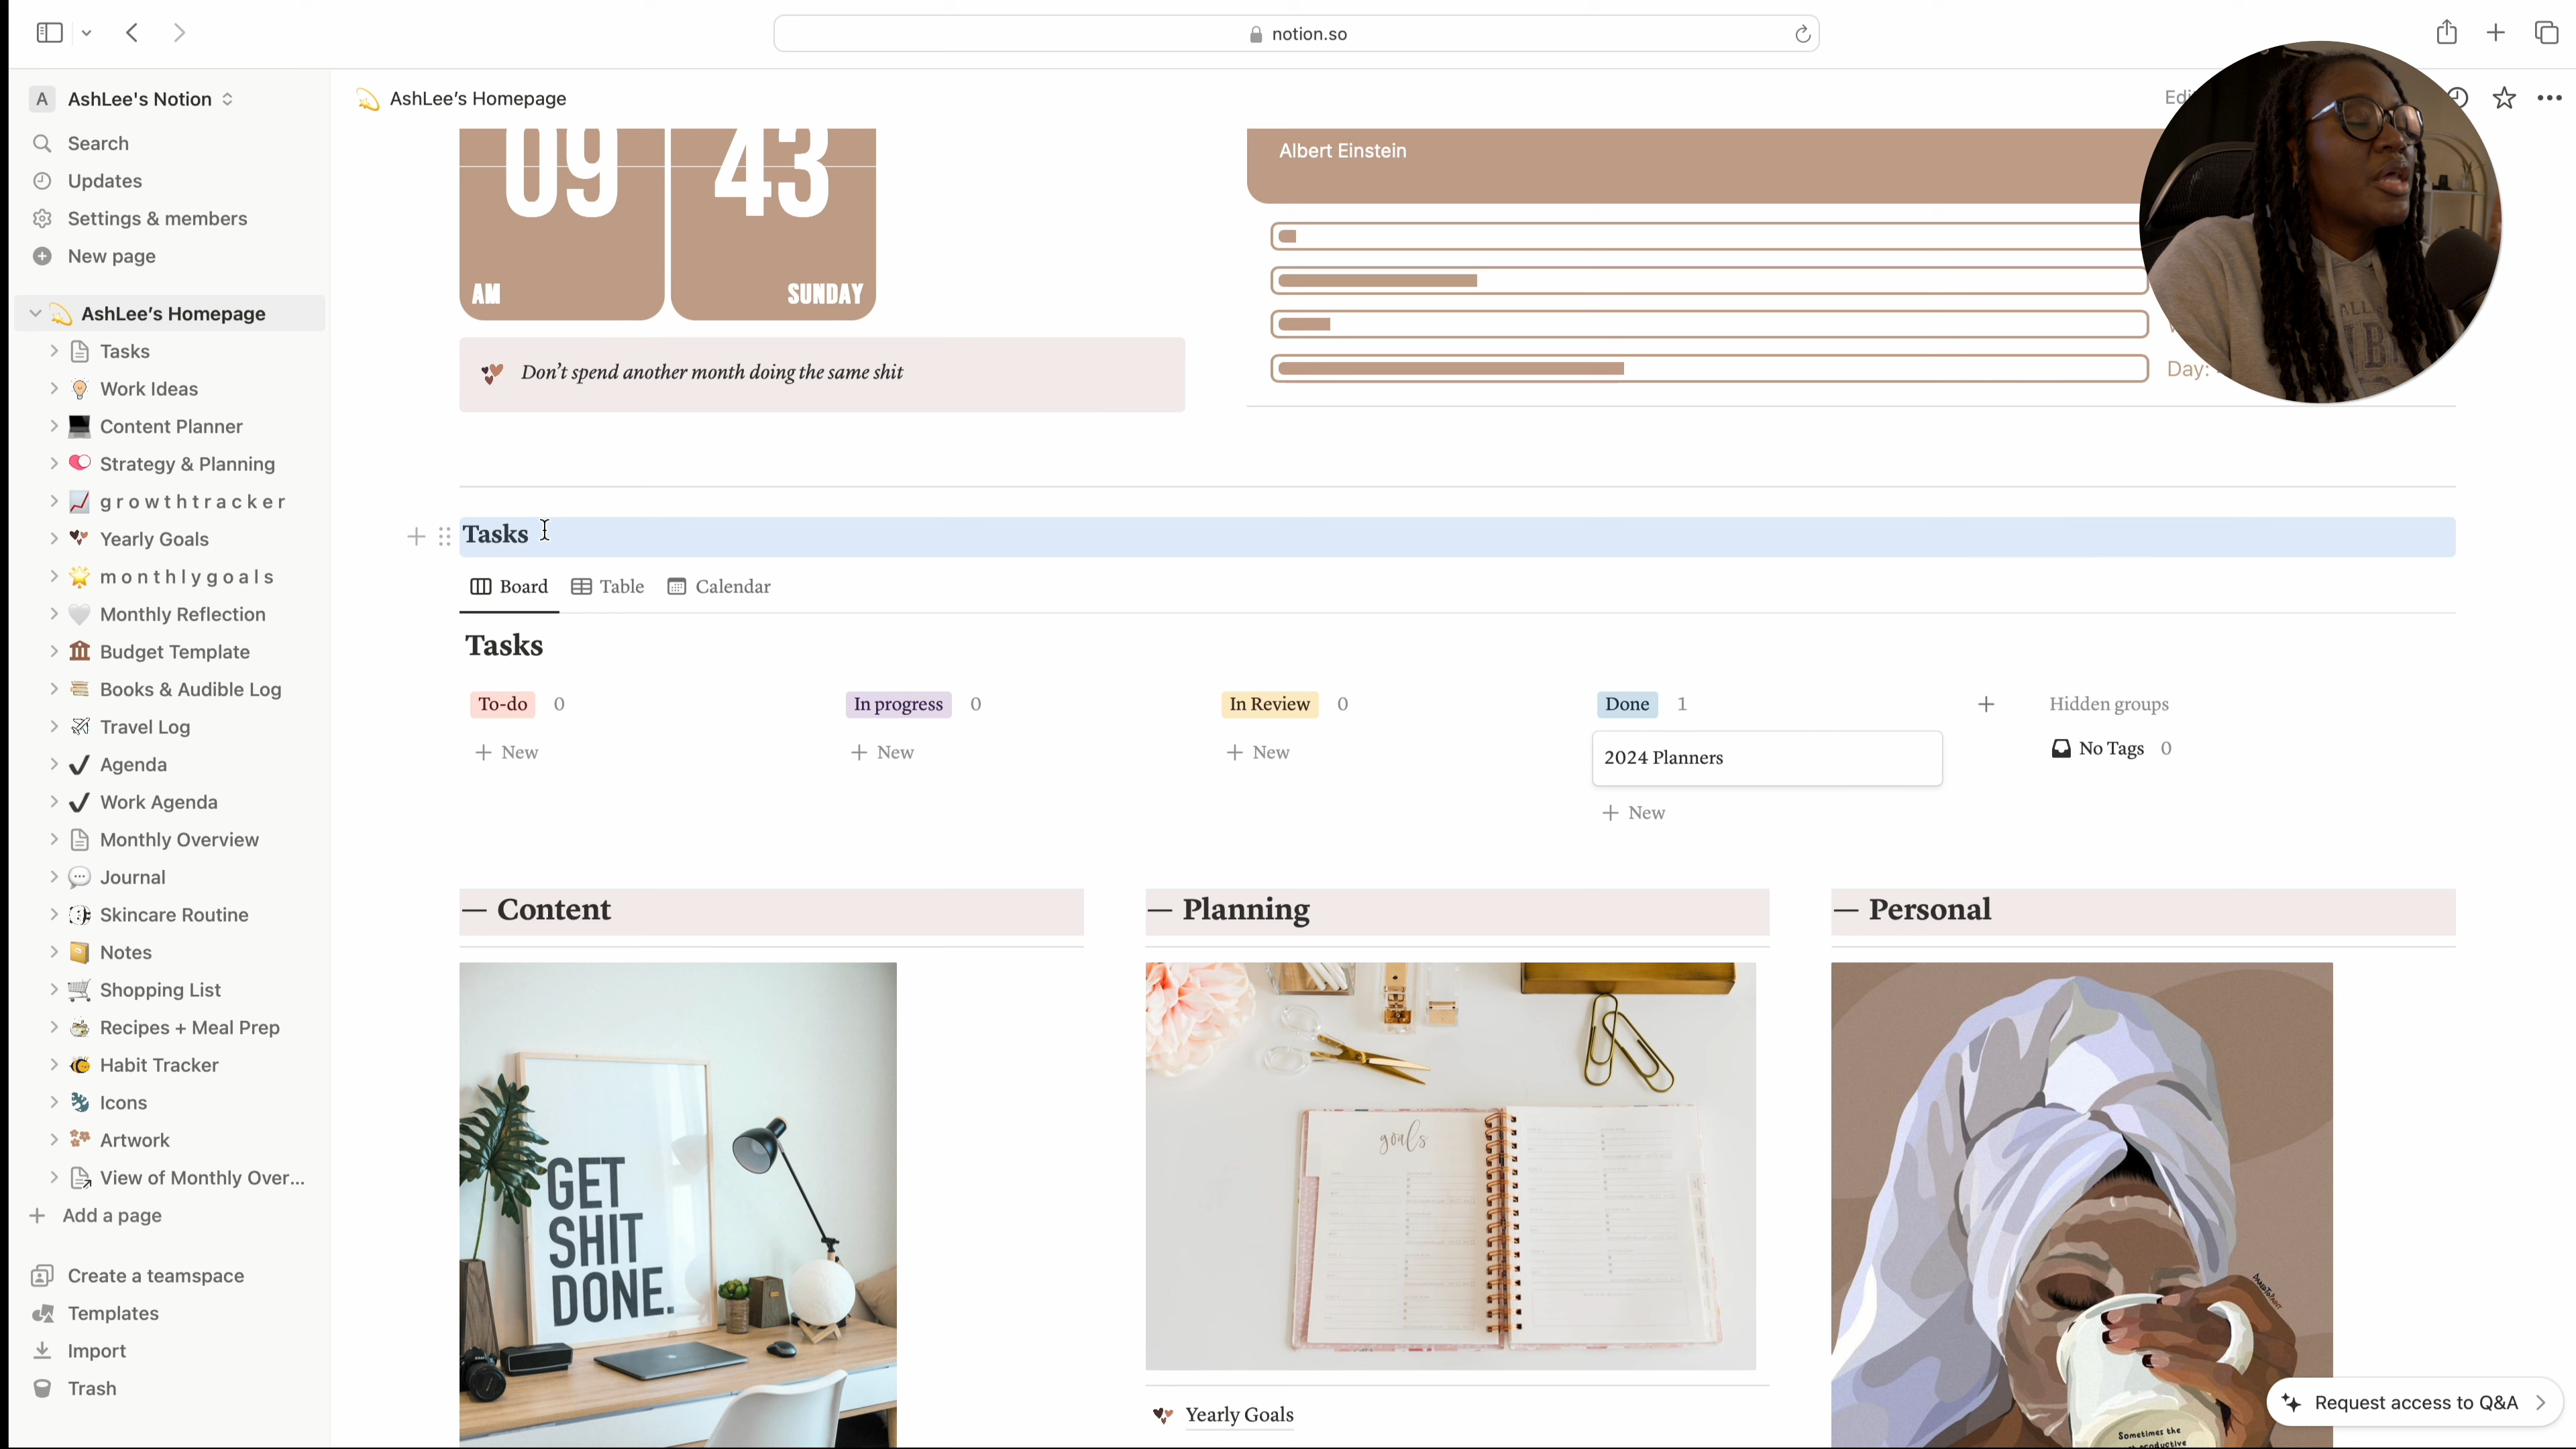 notion.so
A AshLee's Notion
Search
Updates
Settings & members
New page
AshLee's Homepage
Tasks
Work Ideas
Content Planner
Strategy & Planning
g r o w t h t r a c k e r
Yearly Goals
m o n t h l y g o a l s
Monthly Reflection
Budget Template
Books & Audible Log
Travel Log
Agenda
Work Agenda
Monthly Overview
Journal
Skincare Routine
Notes
Shopping List
Recipes + Meal Prep
Habit Tracker
Icons
Artwork
View of Monthly Over...
Add a page
Create a teamspace
Templates
Import
Trash
AshLee's Homepage
09 43
AM SUNDAY
Albert Einstein
Day:
Don't spend another month doing the same shit
Tasks
Board Table Calendar
Tasks
To-do 0 In progress 0 In Review 0 Done 1 Hidden groups
New New New 2024 Planners No Tags 0
New
— Content — Planning — Personal
GET
SHIT
DONE.
goals
Yearly Goals
Sometimes the
productive
Request access to Q&A